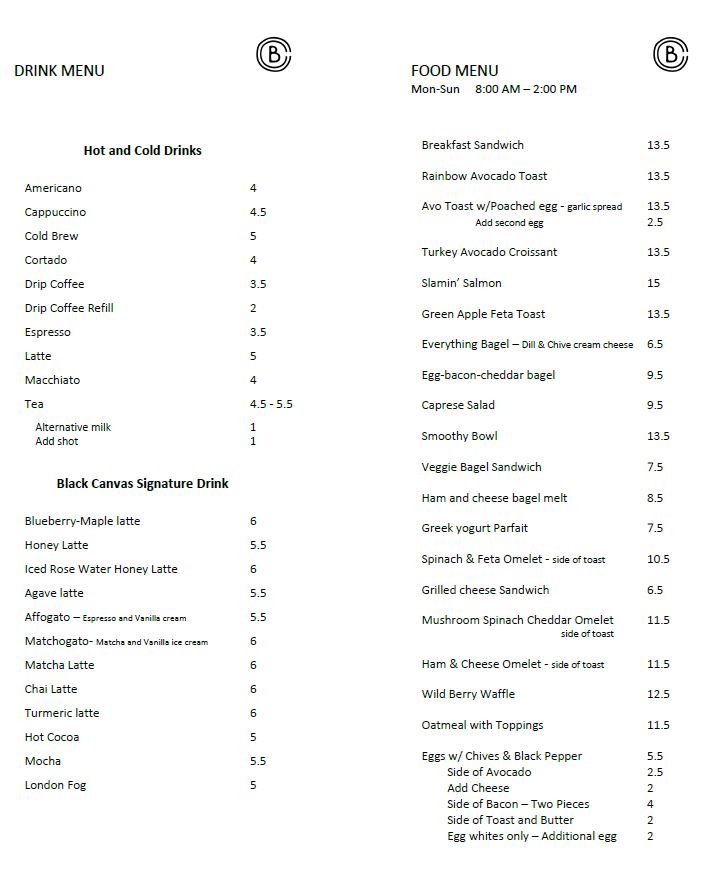 DRINK MENU
B
Hot and Cold Drinks
Americano 4
Cappuccino 4.5
Cold Brew 5
Cortado 4
Drip Coffee 3.5
Drip Coffee Refill 2
Espresso 3.5
Latte 5
Macchiato 4
Tea 4.5 - 5.5
Alternative milk 1
Add shot 1
Black Canvas Signature Drink
Blueberry-Maple latte 6
Honey Latte 5.5
Iced Rose Water Honey Latte 6
Agave latte 5.5
Affogato – Espresso and Vanilla cream 5.5
Matchogato- Matcha and Vanilla ice cream 6
Matcha Latte 6
Chai Latte 6
Turmeric latte 6
Hot Cocoa 5
Mocha 5.5
London Fog 5
FOOD MENU
B
Mon-Sun 8:00 AM – 2:00 PM
Breakfast Sandwich 13.5
Rainbow Avocado Toast 13.5
Avo Toast w/Poached egg - garlic spread 13.5
Add second egg 2.5
Turkey Avocado Croissant 13.5
Slamin’ Salmon 15
Green Apple Feta Toast 13.5
Everything Bagel – Dill & Chive cream cheese 6.5
Egg-bacon-cheddar bagel 9.5
Caprese Salad 9.5
Smoothy Bowl 13.5
Veggie Bagel Sandwich 7.5
Ham and cheese bagel melt 8.5
Greek yogurt Parfait 7.5
Spinach & Feta Omelet - side of toast 10.5
Grilled cheese Sandwich 6.5
Mushroom Spinach Cheddar Omelet 11.5
side of toast
Ham & Cheese Omelet - side of toast 11.5
Wild Berry Waffle 12.5
Oatmeal with Toppings 11.5
Eggs w/ Chives & Black Pepper 5.5
Side of Avocado 2.5
Add Cheese 2
Side of Bacon – Two Pieces 4
Side of Toast and Butter 2
Egg whites only – Additional egg 2